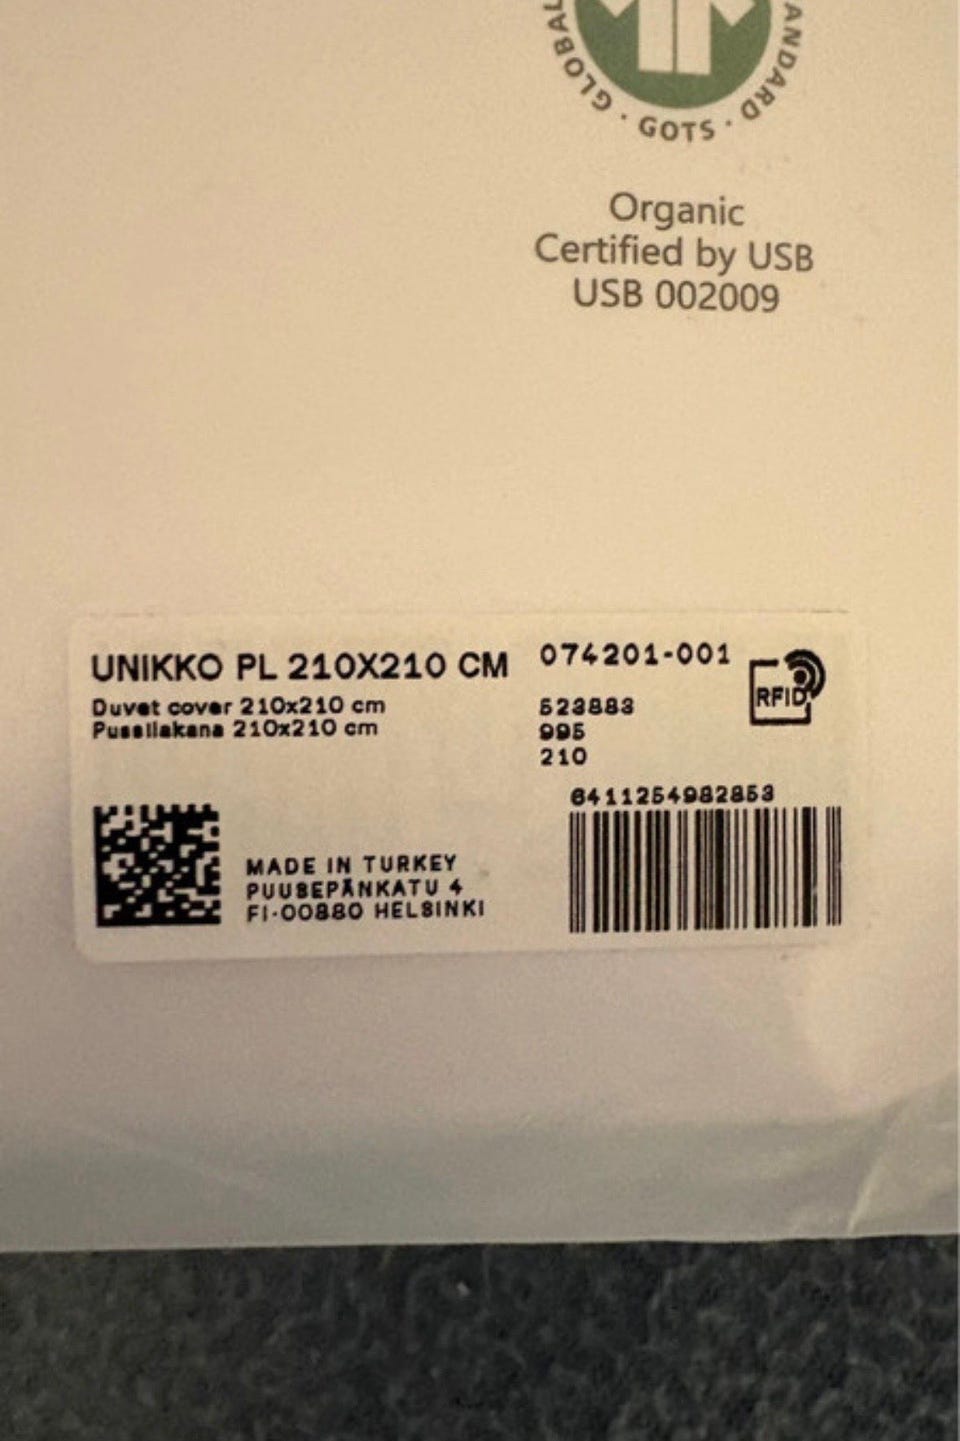 GLOBAL
ANDARD
· GOTS ·
Organic
Certified by USB
USB 002009
UNIKKO PL 210X210 CM
Duvet cover 210x210 cm
Pussilakana 210x210 cm
074201-001
523883
995
210
RFID
6411254982853
MADE IN TURKEY
PUUSEPÄNKATU 4
FI-00880 HELSINKI